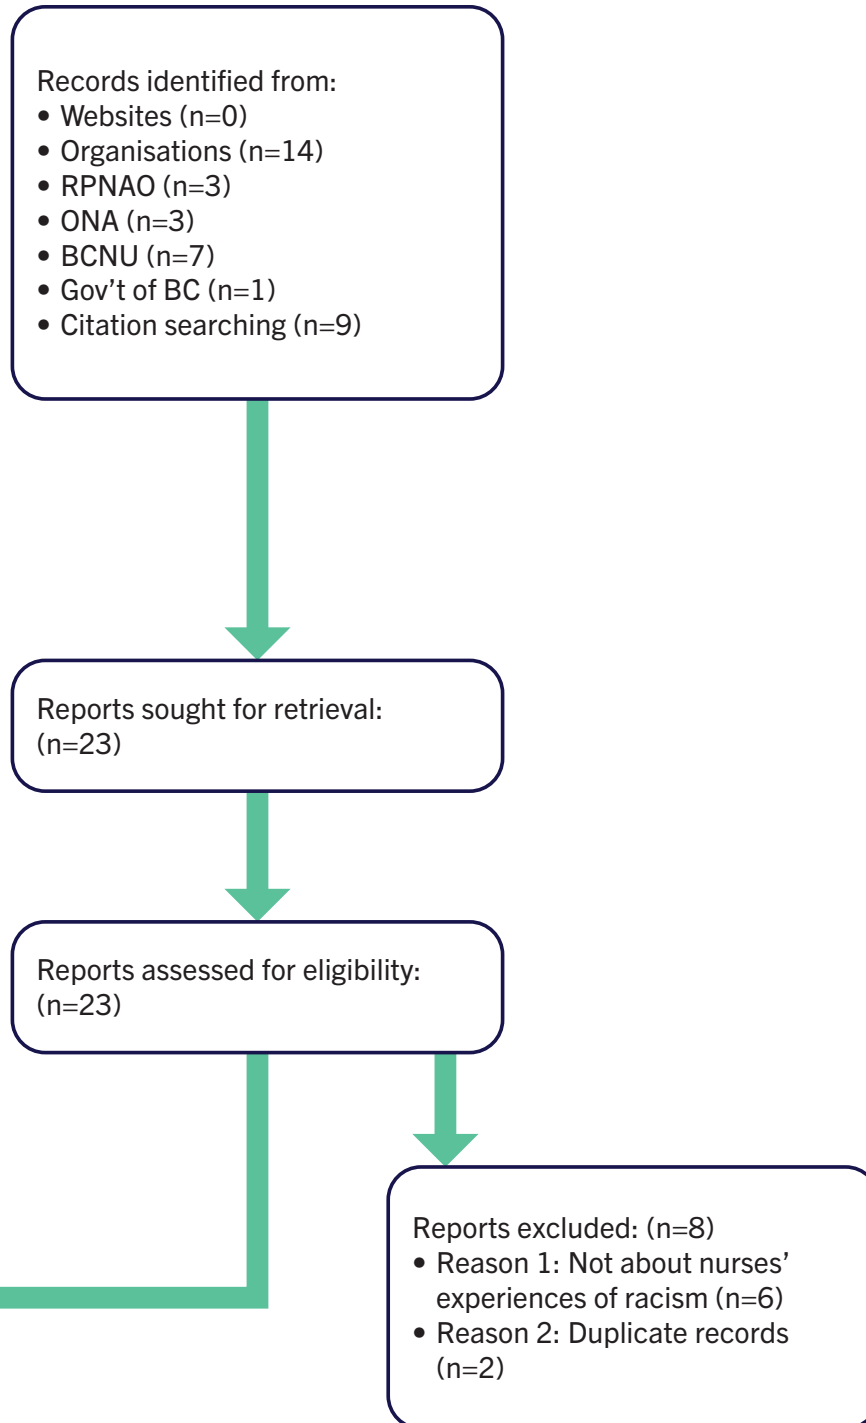 Records identified from:
• Websites (n=0)
• Organisations (n=14)
• RPNAO (n=3)
• ONA (n=3)
• BCNU (n=7)
• Gov’t of BC (n=1)
• Citation searching (n=9)
Reports sought for retrieval:
(n=23)
Reports assessed for eligibility:
(n=23)
Reports excluded: (n=8)
• Reason 1: Not about nurses’
experiences of racism (n=6)
• Reason 2: Duplicate records
(n=2)